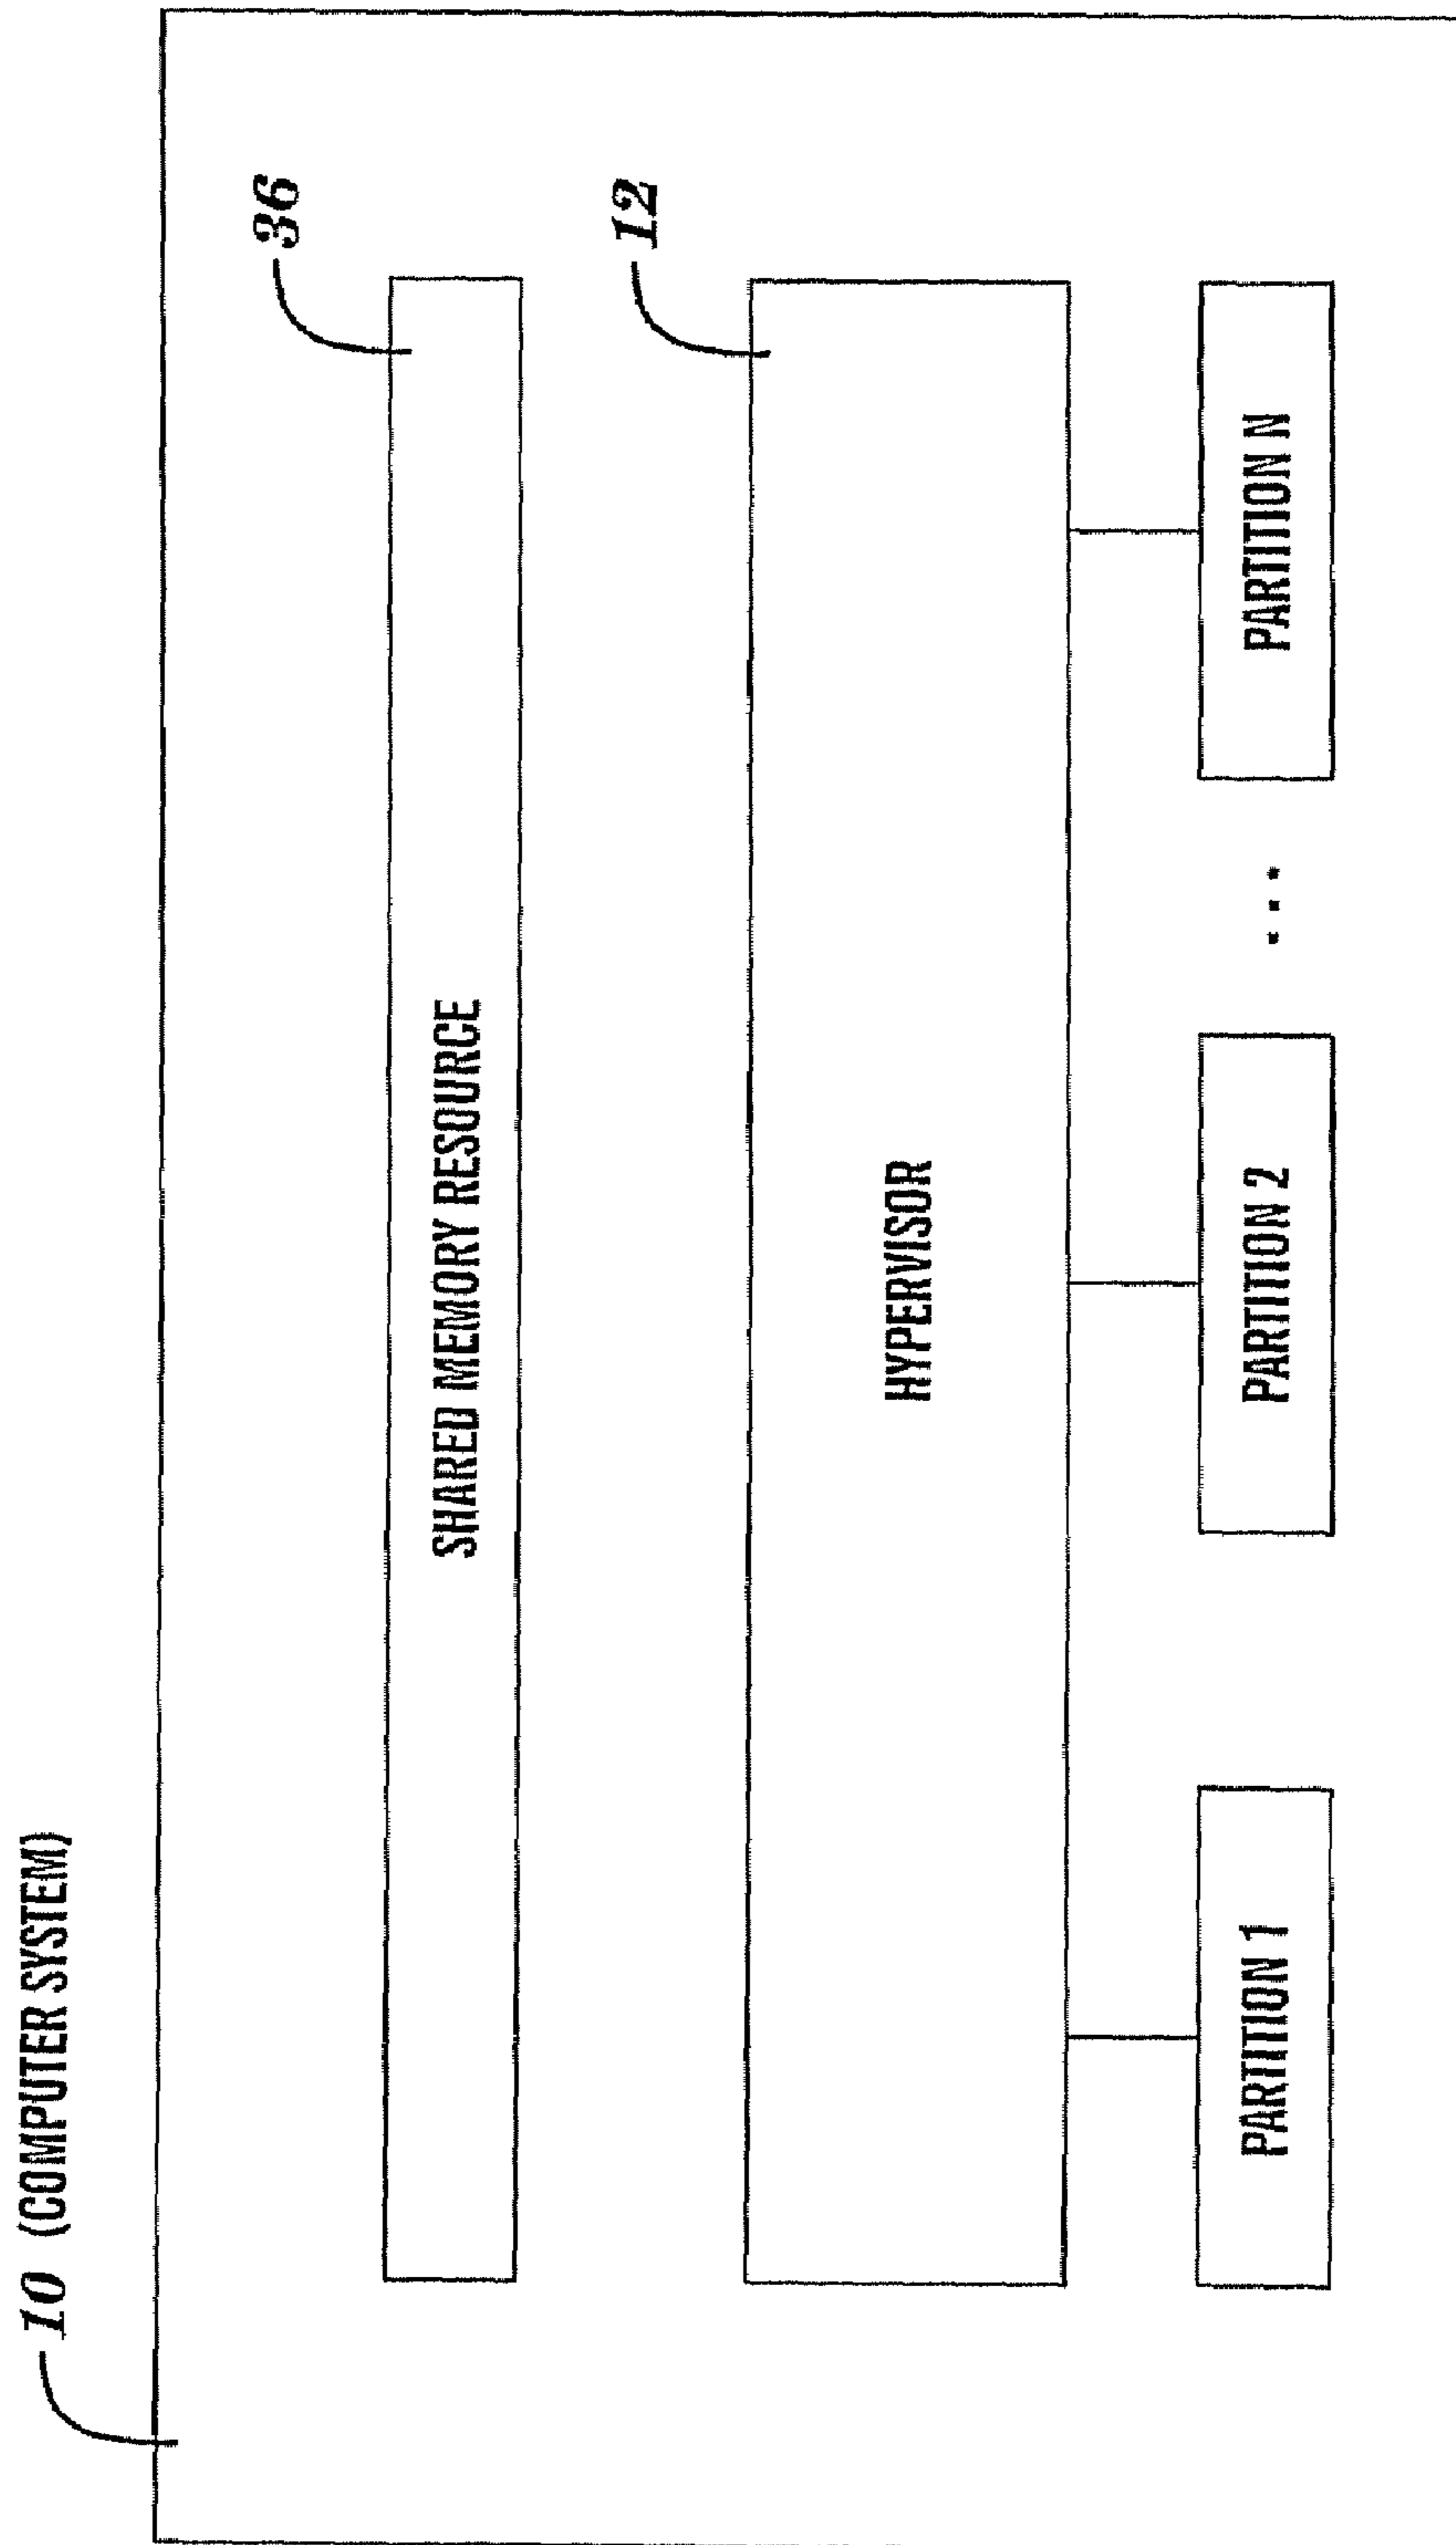 10 (COMPUTER SYSTEM)
36
SHARED MEMORY RESOURCE
12
HYPERVISOR
PARTITION 1
PARTITION 2
...
PARTITION N